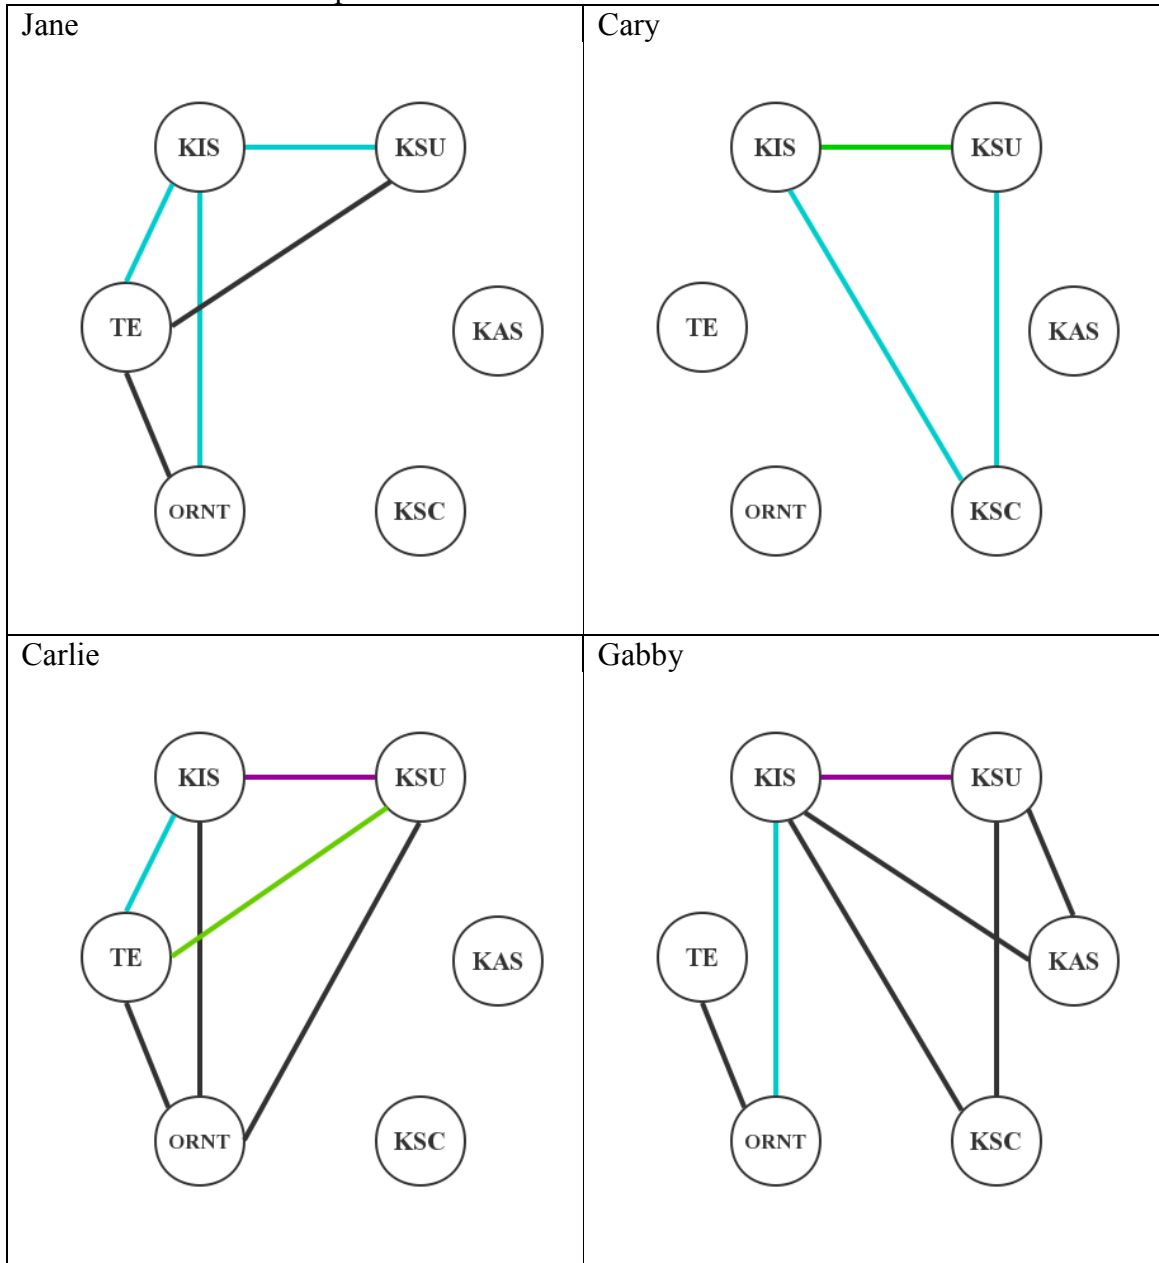 Jane
KIS KSU
TE
KAS
ORNT KSC
Cary
KIS KSU
TE
KAS
ORNT KSC
Carlie
KIS KSU
TE
KAS
ORNT KSC
Gabby
KIS KSU
TE
KAS
ORNT KSC